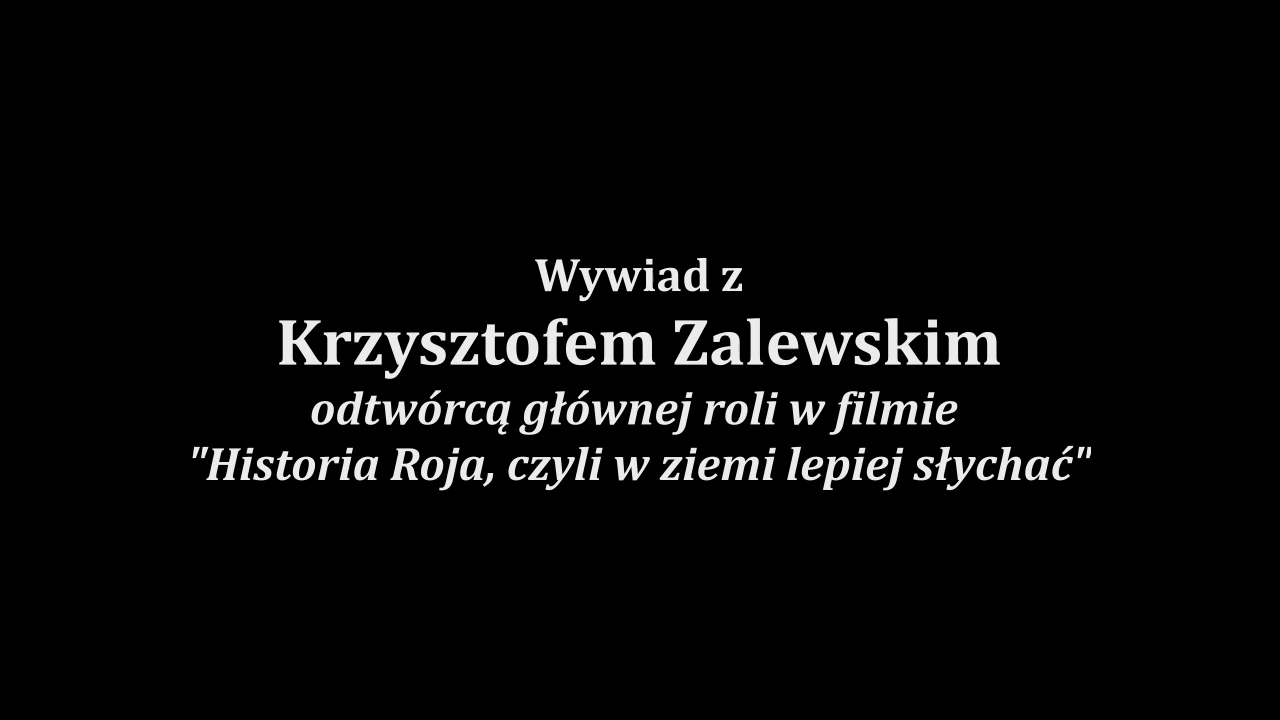 Wywiad z
Krzysztofem Zalewskim
odtwórcą głównej roli w filmie
"Historia Roja, czyli w ziemi lepiej słychać"